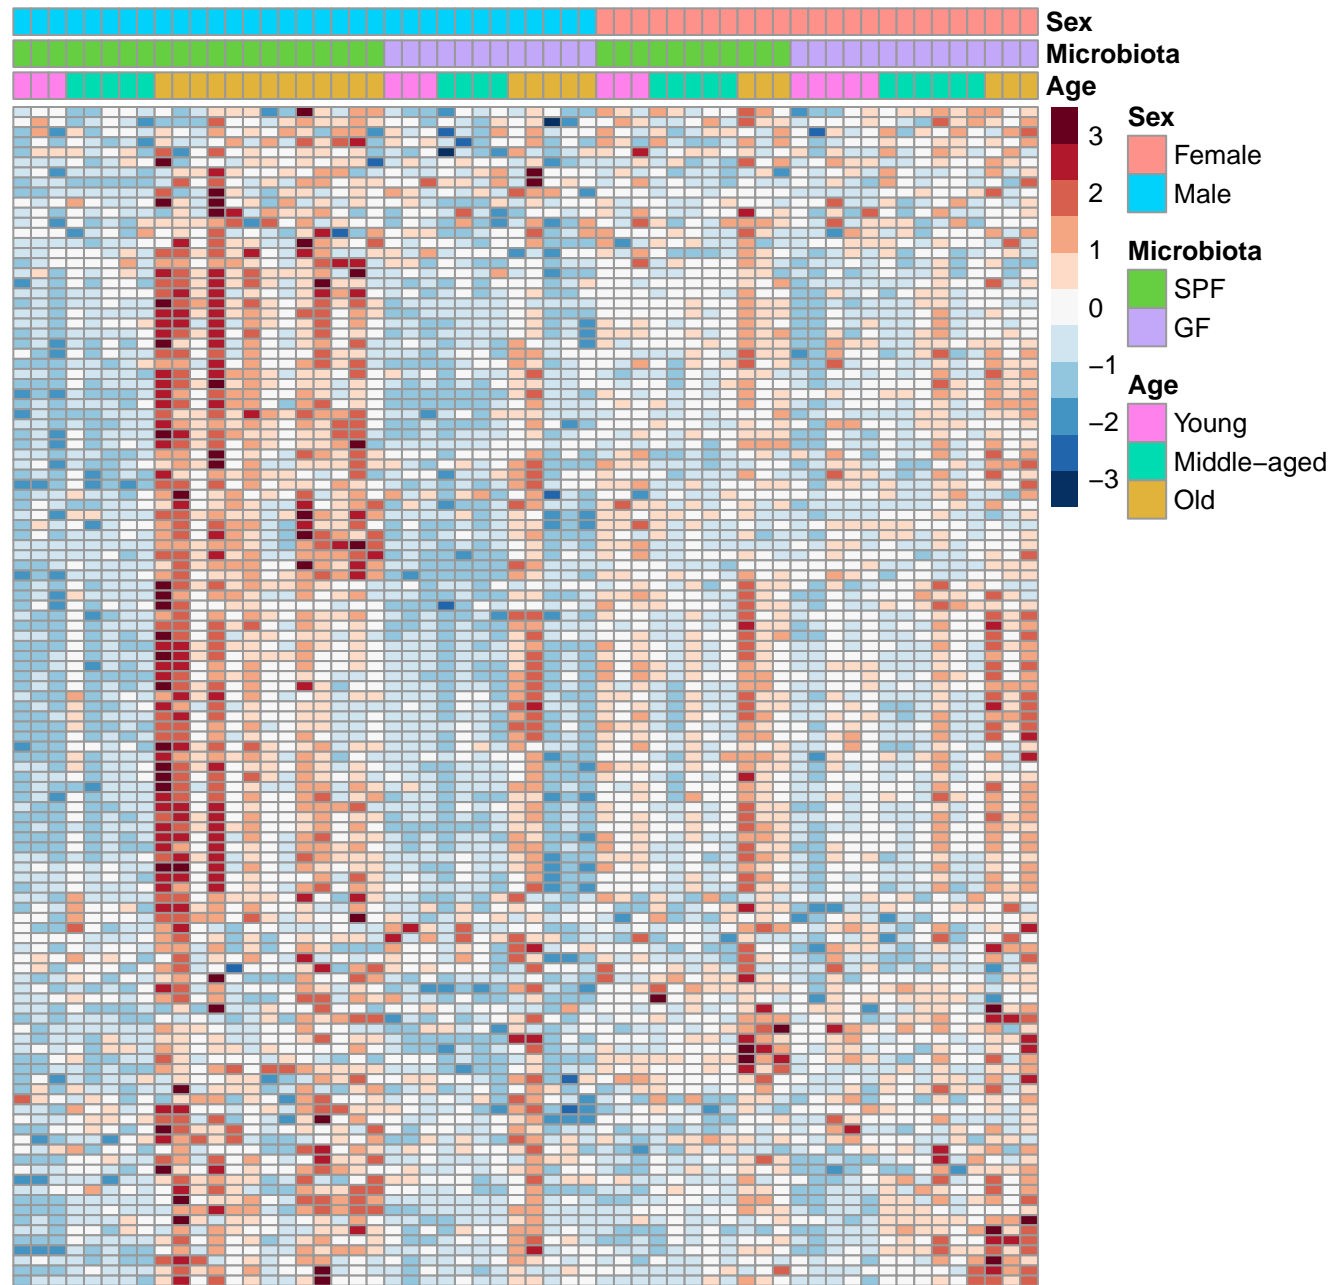 Sex
Microbiota
Age
3
2
1
0
−1
−2
−3
Sex
Female
Male
Microbiota
SPF
GF
Age
Young
Middle−aged
Old